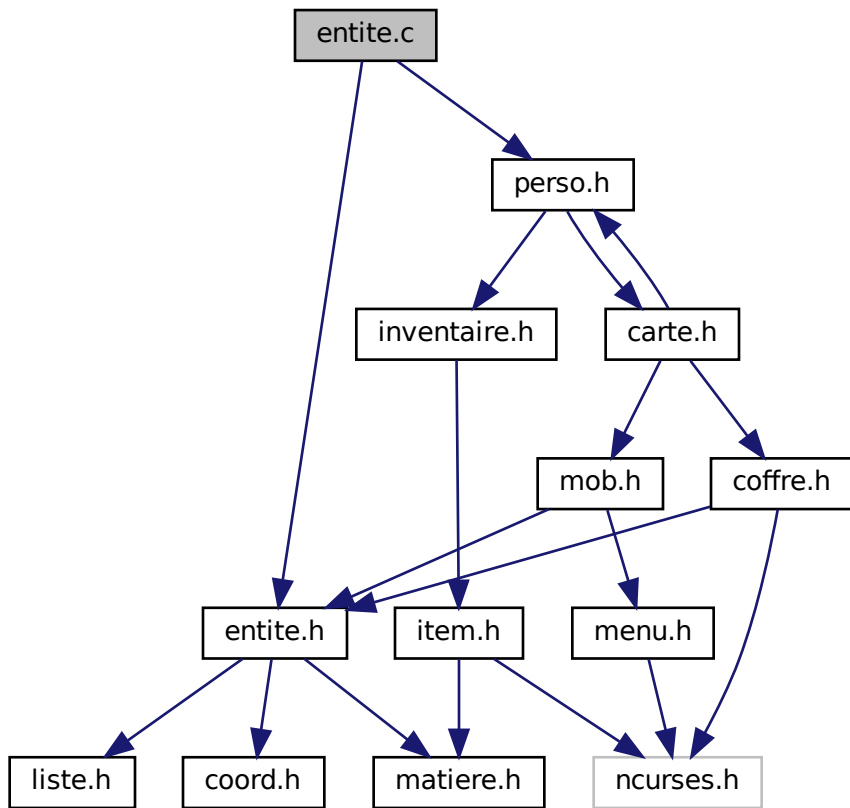 entite.c
perso.h
inventaire.h
carte.h
mob.h
coffre.h
entite.h
item.h
menu.h
liste.h
coord.h
matiere.h
ncurses.h